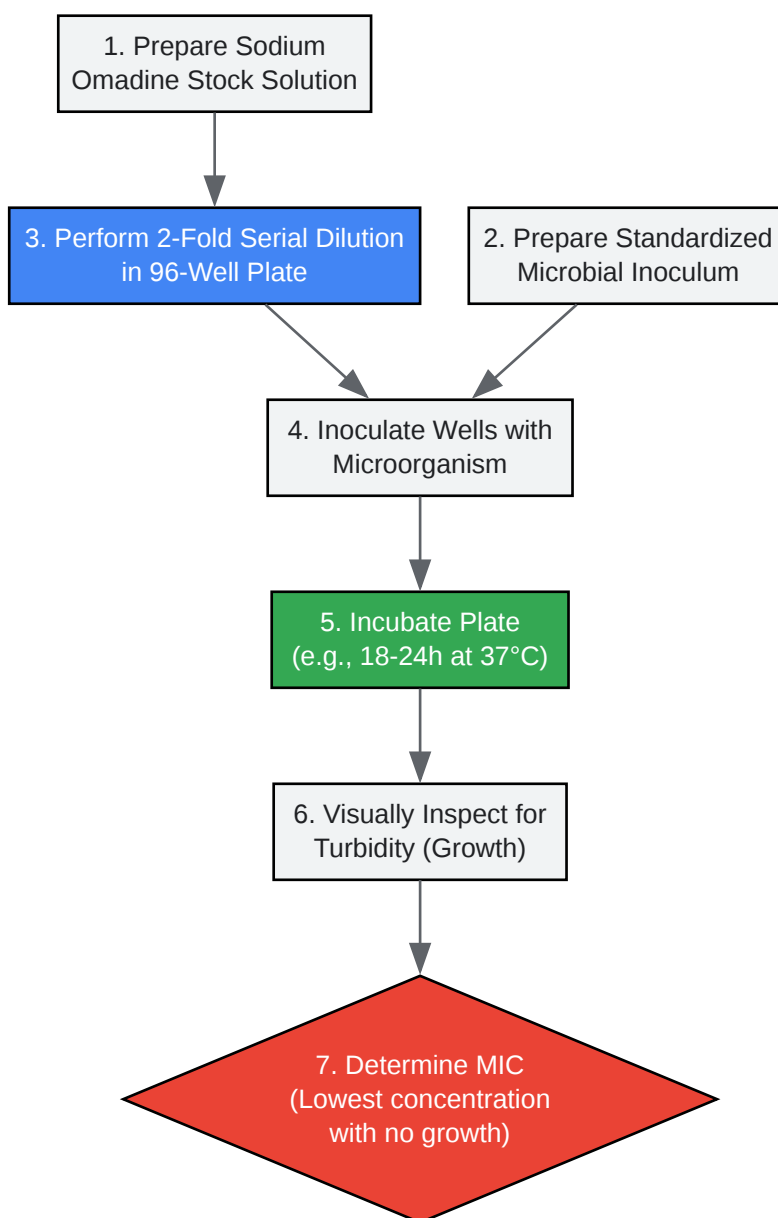 1. Prepare Sodium
Omadine Stock Solution
3. Perform 2-Fold Serial Dilution
in 96-Well Plate
2. Prepare Standardized
Microbial Inoculum
4. Inoculate Wells with
Microorganism
5. Incubate Plate
(e.g., 18-24h at 37°C)
6. Visually Inspect for
Turbidity (Growth)
7. Determine MIC
(Lowest concentration
with no growth)